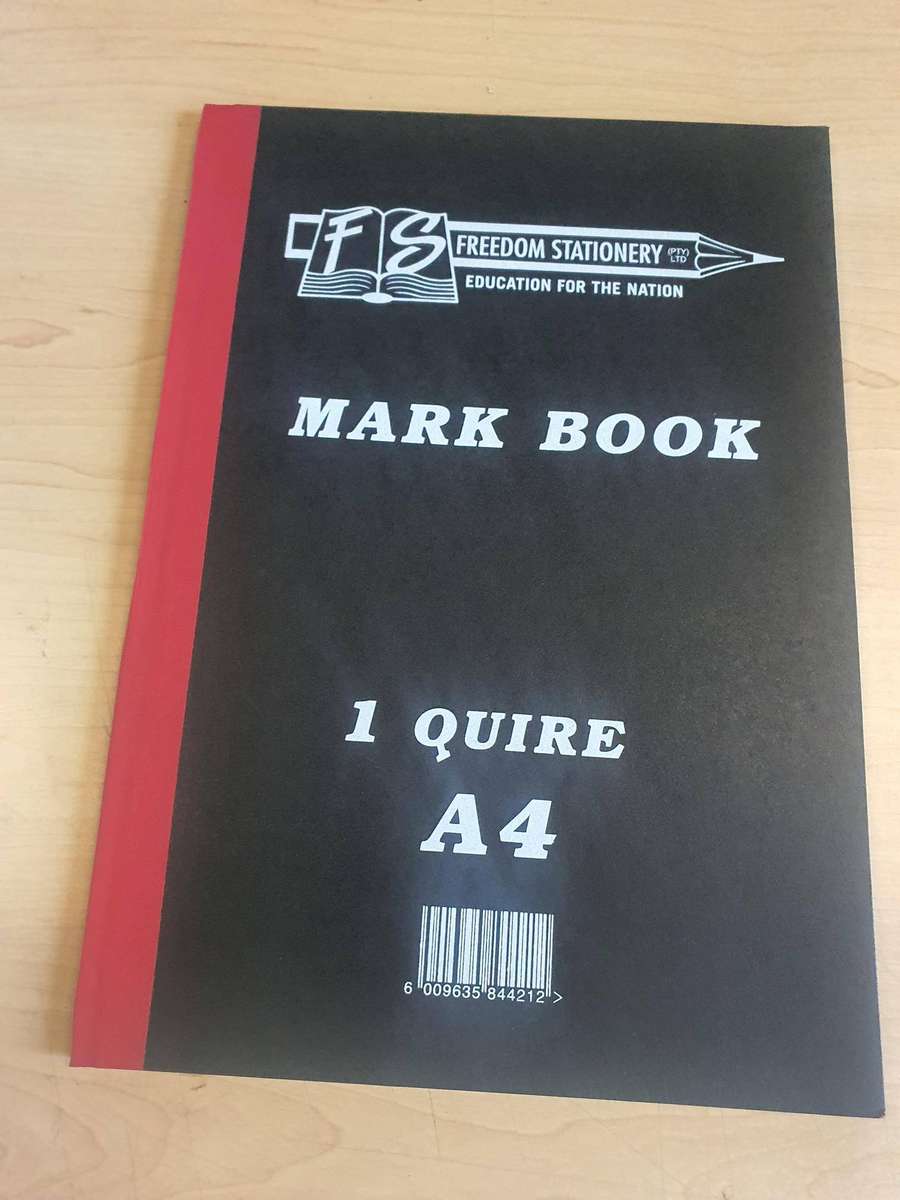 FS FREEDOM STATIONERY (PTY) LTD
EDUCATION FOR THE NATION
MARK BOOK
1 QUIRE
A4
6 009635 844212 >